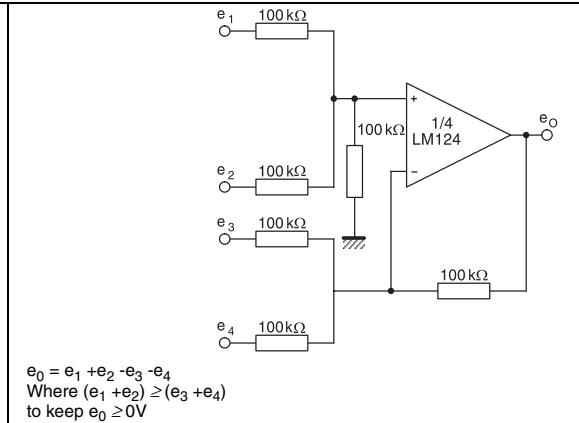 e1
100 kΩ
+
1/4
LM124
eO
100 kΩ
e2
100 kΩ
−
e3
100 kΩ
100 kΩ
e4
100 kΩ
e0 = e1 +e2 -e3 -e4
Where (e1 +e2) ≥ (e3 +e4)
to keep e0 ≥ 0V